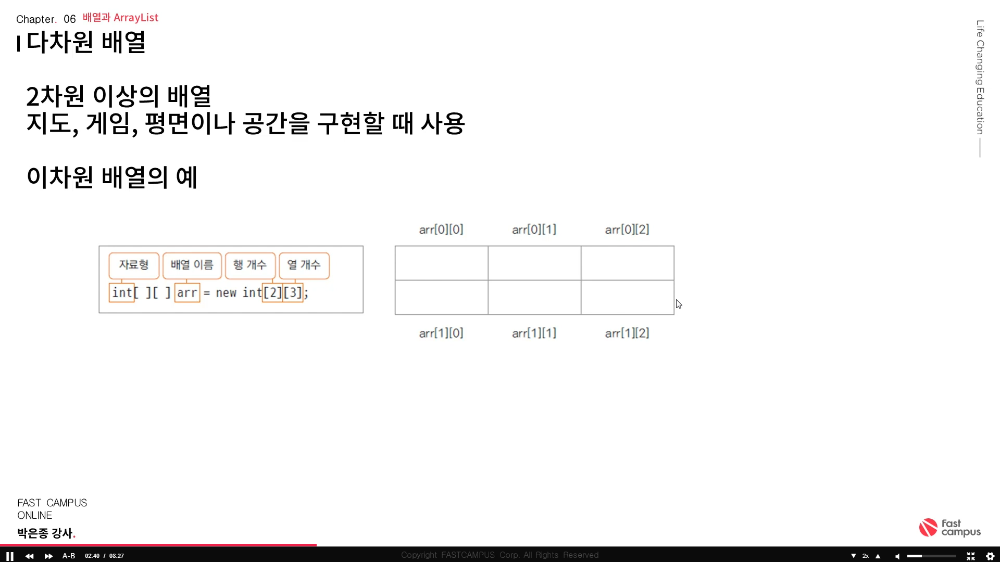 Chapter. 06 배열과 ArrayList
다차원 배열
2차원 이상의 배열
지도, 게임, 평면이나 공간을 구현할 때 사용
이차원 배열의 예
자료형 배열 이름 행 개수 열 개수
int[ ][ ] arr = new int[2][3];
arr[0][0] arr[0][1] arr[0][2]
arr[1][0] arr[1][1] arr[1][2]
Life Changing Education
FAST CAMPUS
ONLINE
박은종 강사.
Fast
campus
A-B 02:40 / 08:27
Copyright FASTCAMPUS Corp. All Rights Reserved
2x